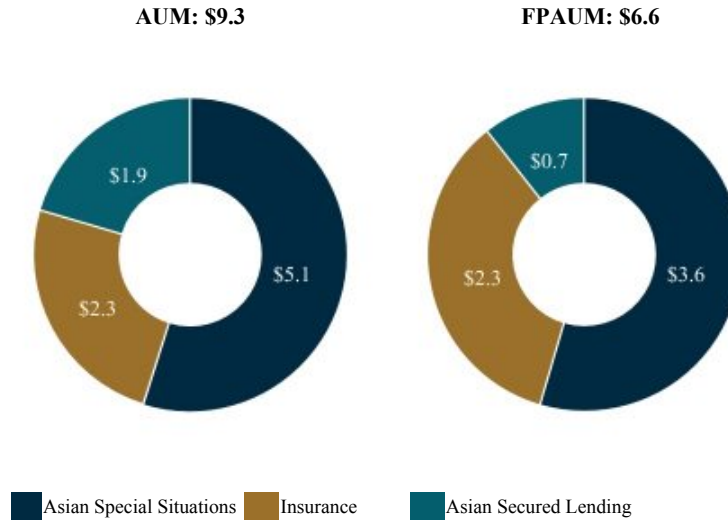 AUM: $9.3
FPAUM: $6.6
$1.9
$5.1
$2.3
$0.7
$3.6
$2.3
Asian Special Situations
Insurance
Asian Secured Lending